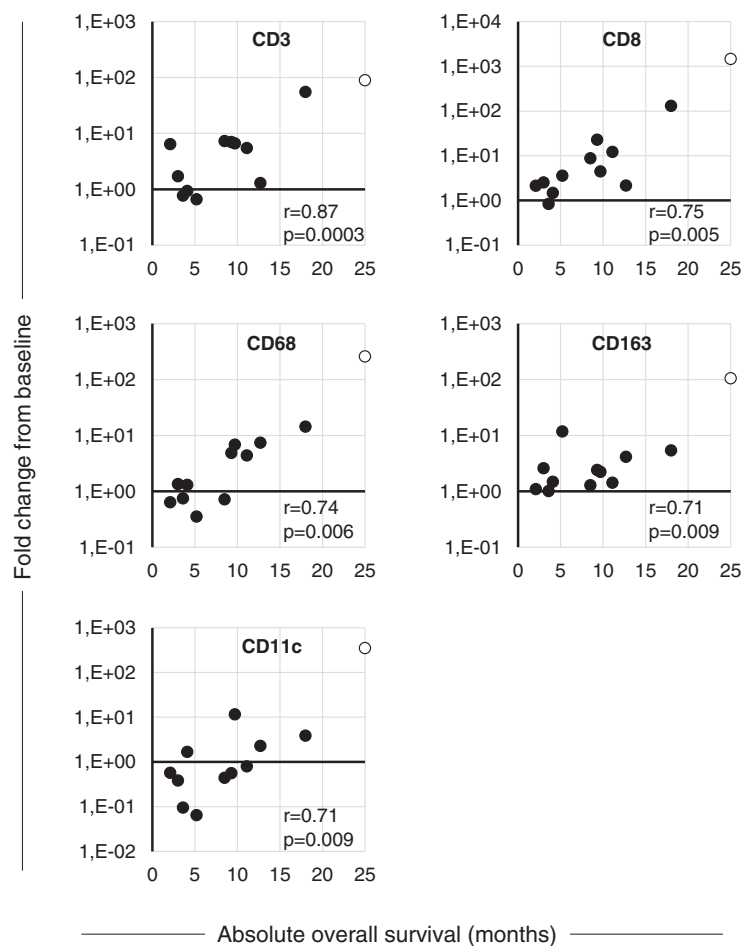 Fold change from baseline
CD3
1,E+03
1,E+02
1,E+01
1,E+00
1,E-01
r=0.87
p=0.0003
0 5 10 15 20 25
CD8
1,E+04
1,E+03
1,E+02
1,E+01
1,E+00
1,E-01
r=0.75
p=0.005
0 5 10 15 20 25
CD68
1,E+03
1,E+02
1,E+01
1,E+00
1,E-01
r=0.74
p=0.006
0 5 10 15 20 25
CD163
1,E+03
1,E+02
1,E+01
1,E+00
1,E-01
r=0.71
p=0.009
0 5 10 15 20 25
CD11c
1,E+03
1,E+02
1,E+01
1,E+00
1,E-01
1,E-02
r=0.71
p=0.009
0 5 10 15 20 25
Absolute overall survival (months)